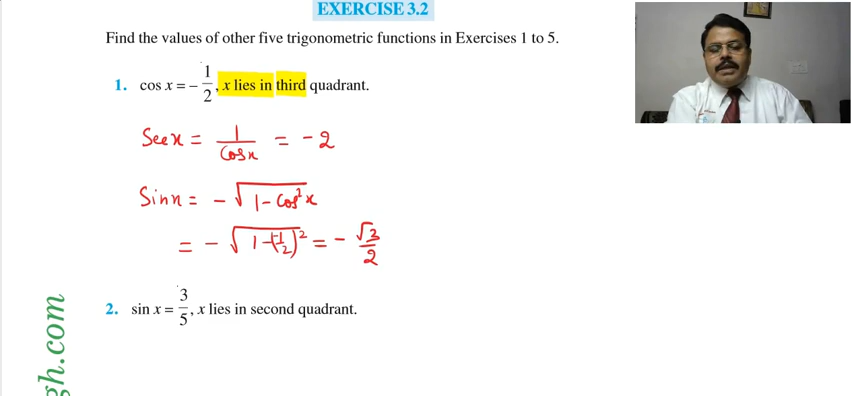 EXERCISE 3.2
Find the values of other five trigonometric functions in Exercises 1 to 5.
1. cos x = – 1/2, x lies in third quadrant.
Sec x = 1/Cos x = -2
Sin x = -√(1 - Cos²x)
= -√(1-(-1/2)²) = -√3/2
2. sin x = 3/5, x lies in second quadrant.
gh.com